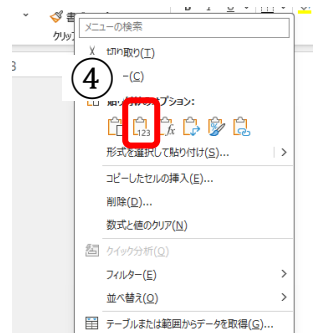 書
クリップ
メニューの検索
切り取り(T)
④
-(C)
貼り付けのオプション:
123
fx
形式を選択して貼り付け(S)...
コピーしたセルの挿入(E)...
削除(D)...
数式と値のクリア(N)
クイック分析(Q)
フィルター(E)
並べ替え(O)
テーブルまたは範囲からデータを取得(G)...